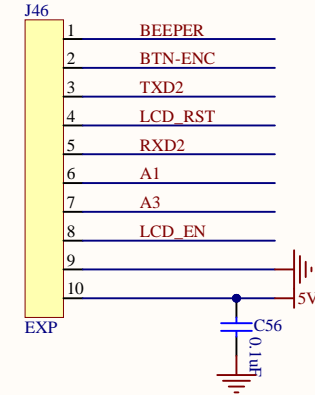 J46
1 BEEPER
2 BTN-ENC
3 TXD2
4 LCD_RST
5 RXD2
6 A1
7 A3
8 LCD_EN
9
10
5V
EXP
C56
0.1uF